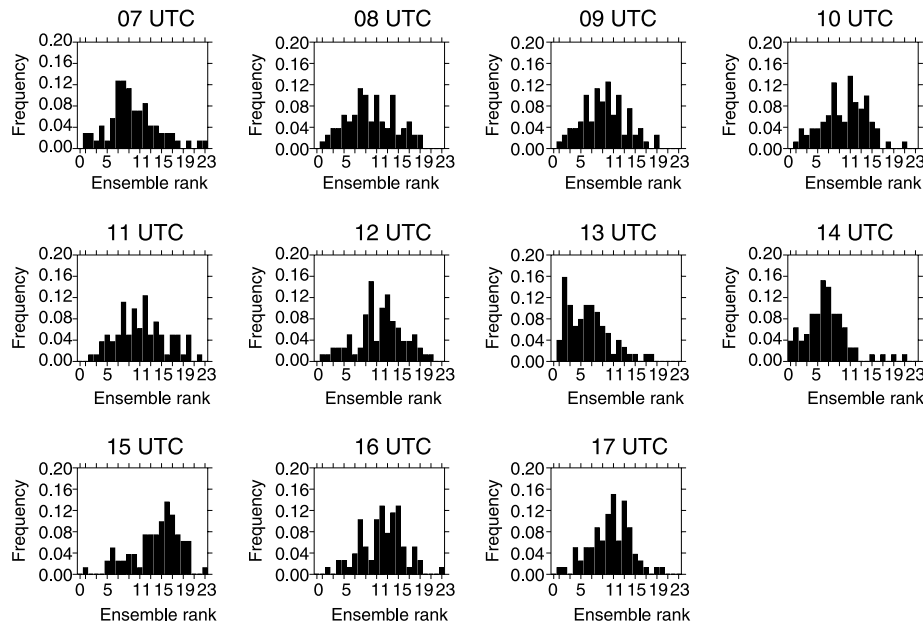 07 UTC 08 UTC 09 UTC 10 UTC
0.20 0.20 0.20 0.20
0.16 0.16 0.16 0.16
0.12 0.12 0.12 0.12
0.08 0.08 0.08 0.08
0.04 0.04 0.04 0.04
0.00 0.00 0.00 0.00
Frequency Frequency Frequency Frequency
0 5 11 15 19 23 0 5 11 15 19 23 0 5 11 15 19 23 0 5 11 15 19 23
Ensemble rank Ensemble rank Ensemble rank Ensemble rank
11 UTC 12 UTC 13 UTC 14 UTC
0.20 0.20 0.20 0.20
0.16 0.16 0.16 0.16
0.12 0.12 0.12 0.12
0.08 0.08 0.08 0.08
0.04 0.04 0.04 0.04
0.00 0.00 0.00 0.00
Frequency Frequency Frequency Frequency
0 5 11 15 19 23 0 5 11 15 19 23 0 5 11 15 19 23 0 5 11 15 19 23
Ensemble rank Ensemble rank Ensemble rank Ensemble rank
15 UTC 16 UTC 17 UTC
0.20 0.20 0.20
0.16 0.16 0.16
0.12 0.12 0.12
0.08 0.08 0.08
0.04 0.04 0.04
0.00 0.00 0.00
Frequency Frequency Frequency
0 5 11 15 19 23 0 5 11 15 19 23 0 5 11 15 19 23
Ensemble rank Ensemble rank Ensemble rank